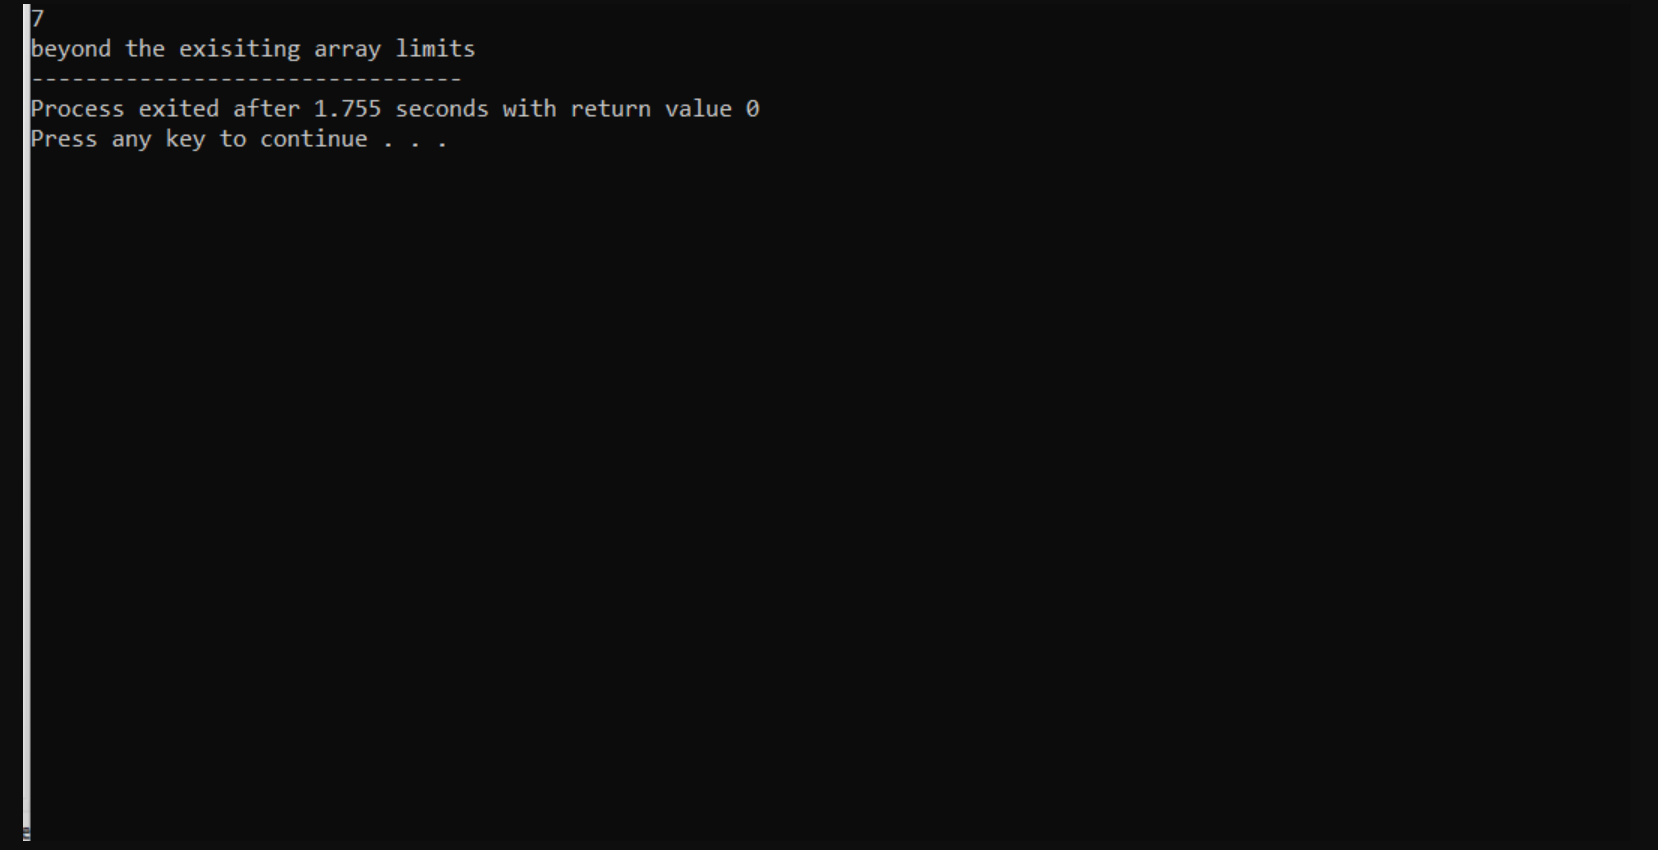 7
beyond the exisiting array limits
--------------------------------
Process exited after 1.755 seconds with return value 0
Press any key to continue . . .